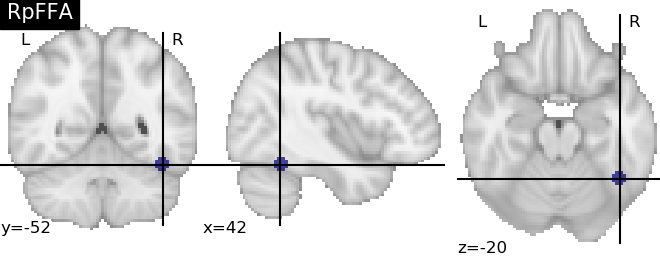 RpFFA
L
R
L
R
y=-52
x=42
z=-20